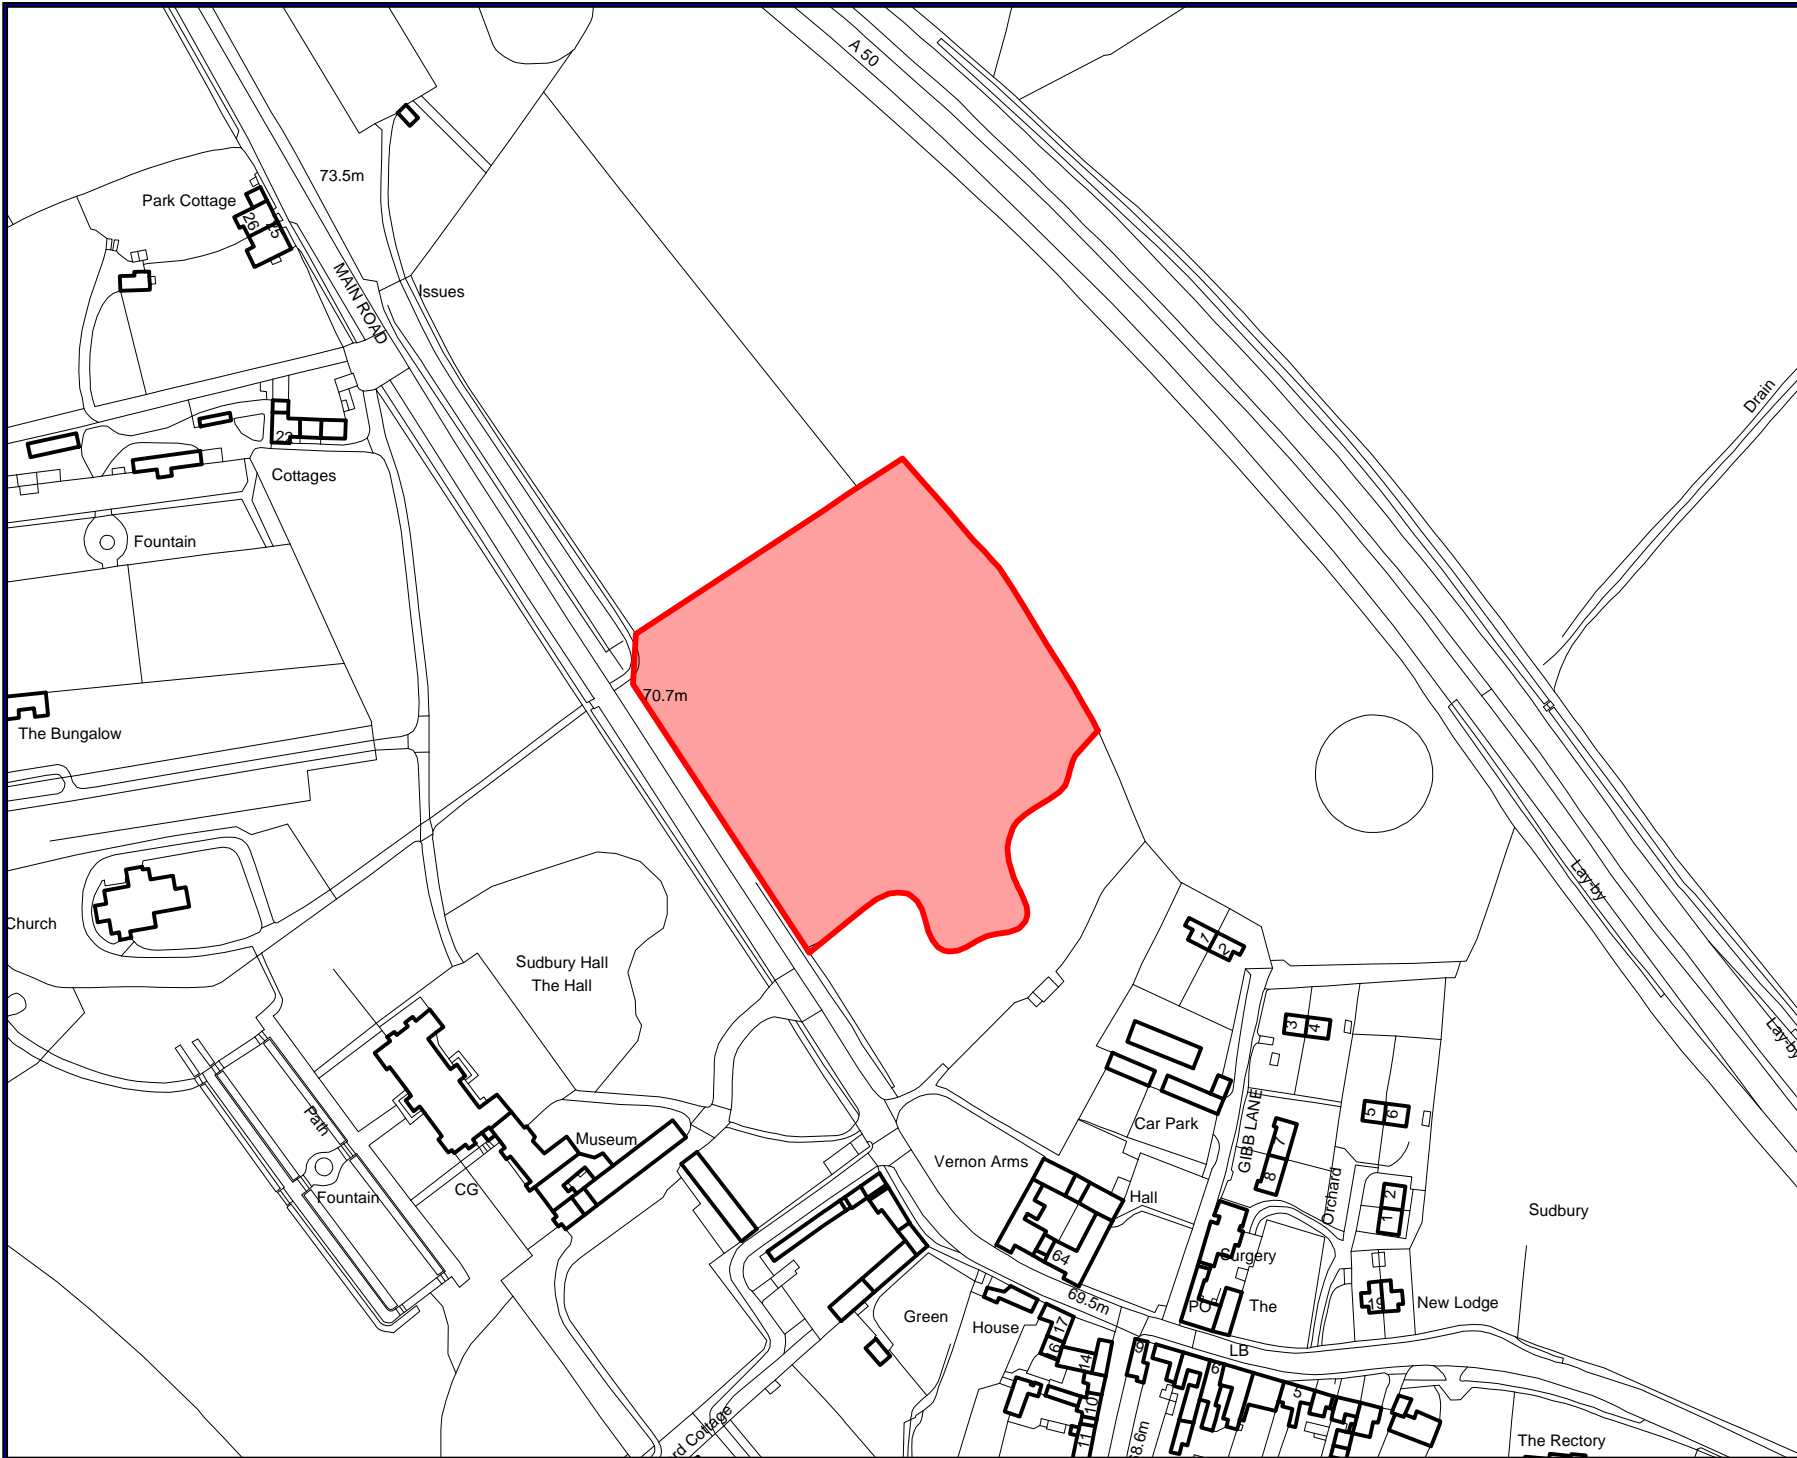 A 50
73.5m
Park Cottage
26
25
MAIN ROAD
Issues
Drain
22
Cottages
Fountain
70.7m
The Bungalow
Lay-by
Church
1
2
Sudbury Hall
The Hall
3
4
Lay-by
5
6
Path
Car Park
GIBB LANE
Museum
7
Vernon Arms
8
Fountain
CG
Hall
Orchard
2
1
Sudbury
64
Surgery
69.5m
PO
The
19
New Lodge
Green
House
17
LB
9
14
6
5
10
11
The Rectory